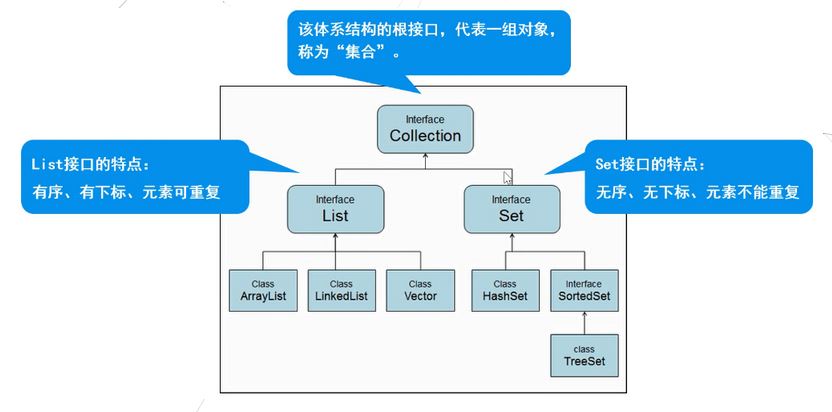 该体系结构的根接口，代表一组对象，
称为“集合”。
Interface
Collection
List接口的特点：
有序、有下标、元素可重复
Set接口的特点：
无序、无下标、元素不能重复
Interface
List
Interface
Set
Class
ArrayList
Class
LinkedList
Class
Vector
Class
HashSet
Interface
SortedSet
class
TreeSet